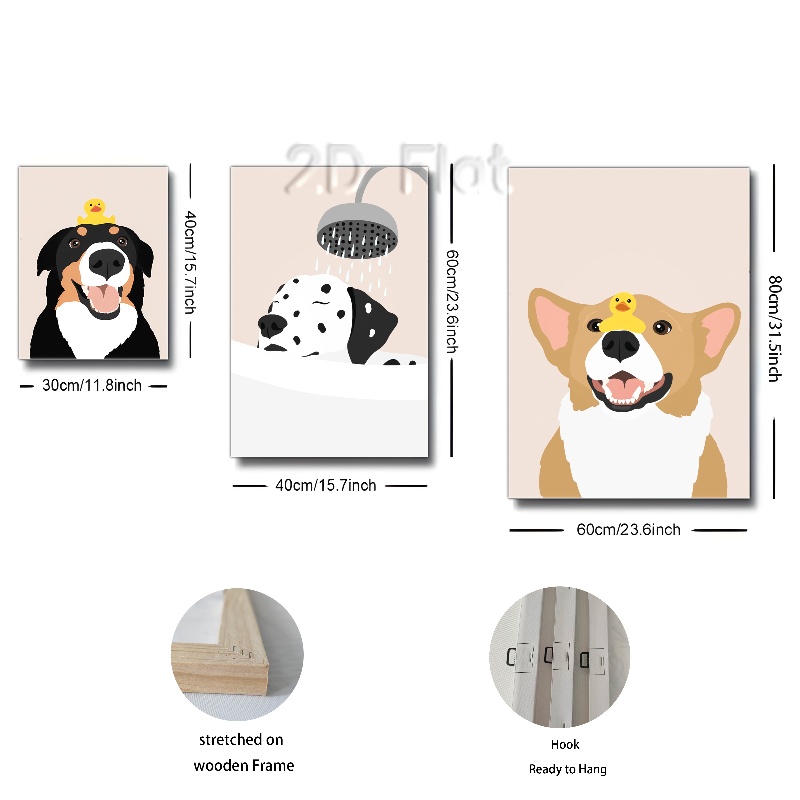 2D Flat
40cm/15.7inch
30cm/11.8inch
60cm/23.6inch
40cm/15.7inch
80cm/31.5inch
60cm/23.6inch
stretched on
wooden Frame
Hook
Ready to Hang